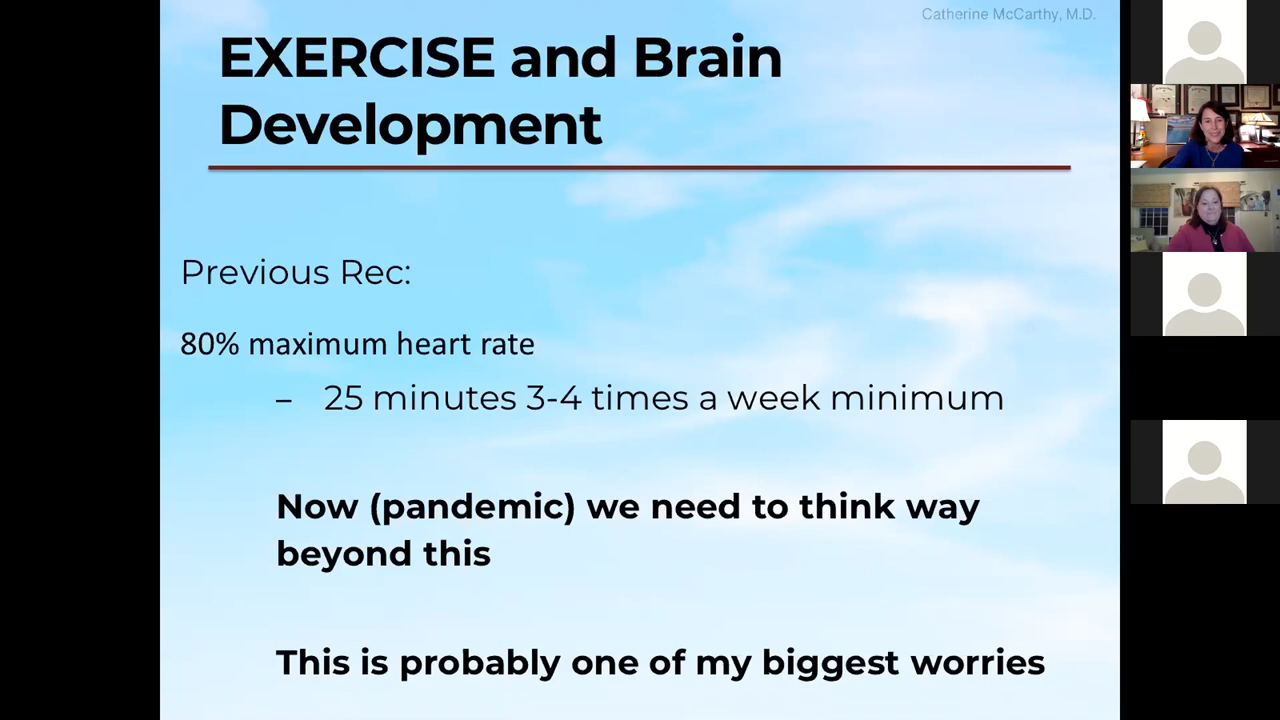 Catherine McCarthy, M.D.
EXERCISE and Brain
Development
Previous Rec:
80% maximum heart rate
– 25 minutes 3-4 times a week minimum
Now (pandemic) we need to think way
beyond this
This is probably one of my biggest worries